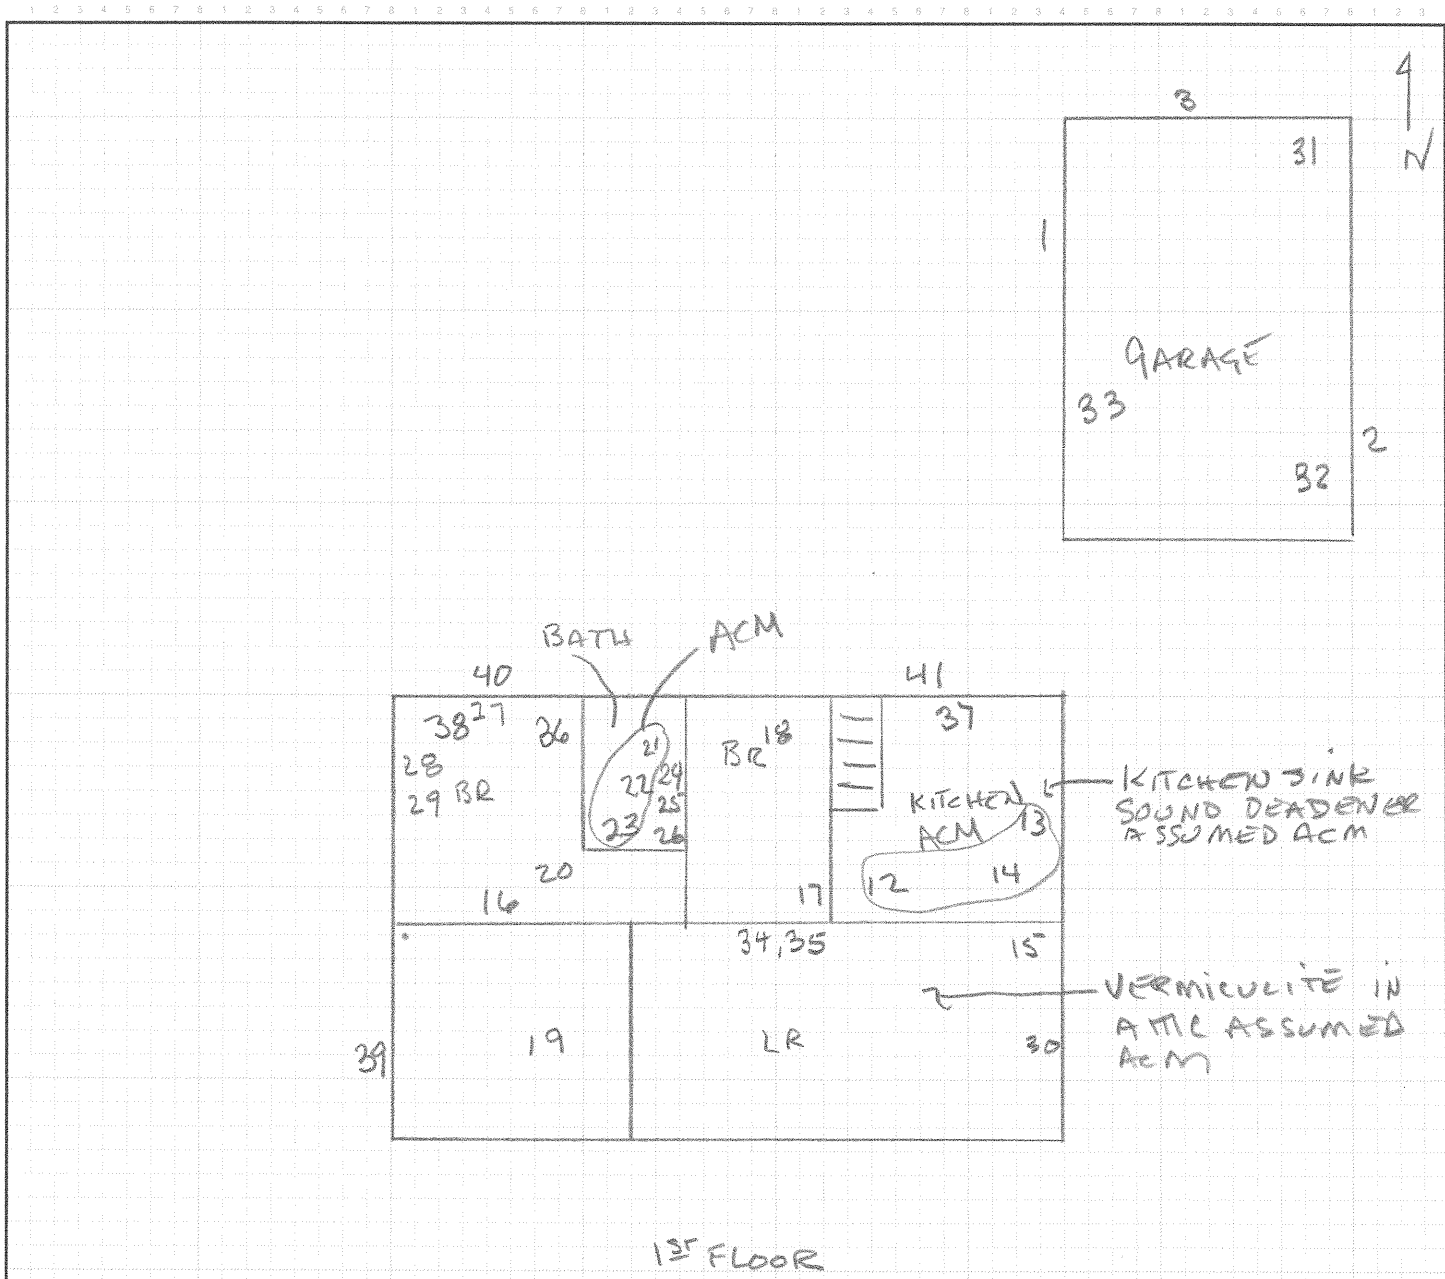 3
31
N
1
GARAGE
33
2
32
BATH
ACM
40
41
38
27
36
21
BR
18
37
28
22
24
KITCHEN SINK
29
BR
25
KITCHEN
SOUND DEADENER
23
26
ACM
13
ASSUMED ACM
20
12
14
16
17
34,35
15
VERMICULITE IN
ATTIC ASSUMED
ACM
39
19
LR
30
1ST FLOOR